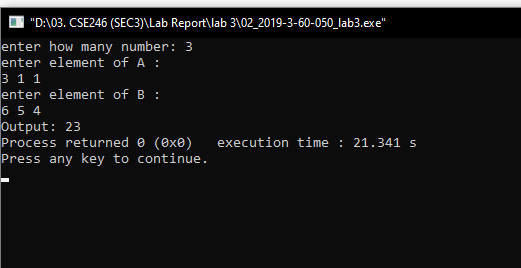 "D:\03. CSE246 (SEC3)\Lab Report\lab 3\02_2019-3-60-050_lab3.exe"
enter how many number: 3
enter element of A :
3 1 1
enter element of B :
6 5 4
Output: 23
Process returned 0 (0x0)   execution time : 21.341 s
Press any key to continue.